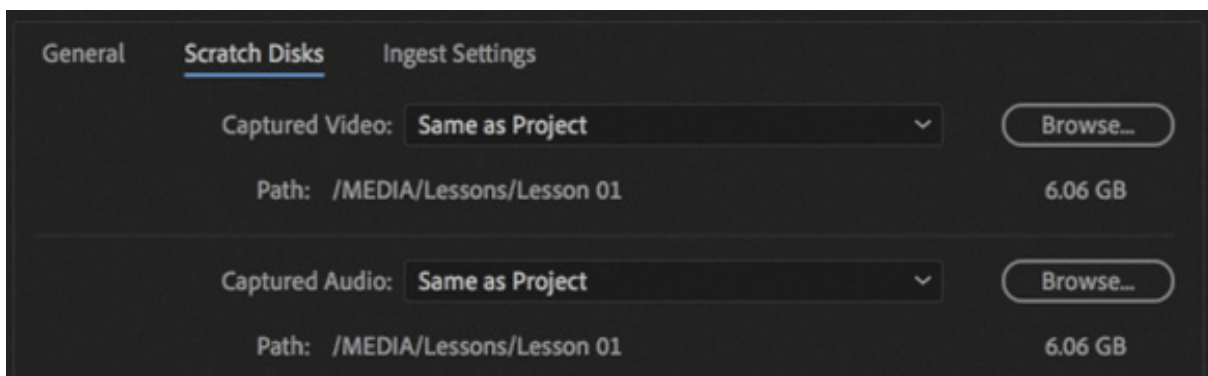 General Scratch Disks Ingest Settings
Captured Video: Same as Project Browse...
Path: /MEDIA/Lessons/Lesson 01 6.06 GB
Captured Audio: Same as Project Browse...
Path: /MEDIA/Lessons/Lesson 01 6.06 GB